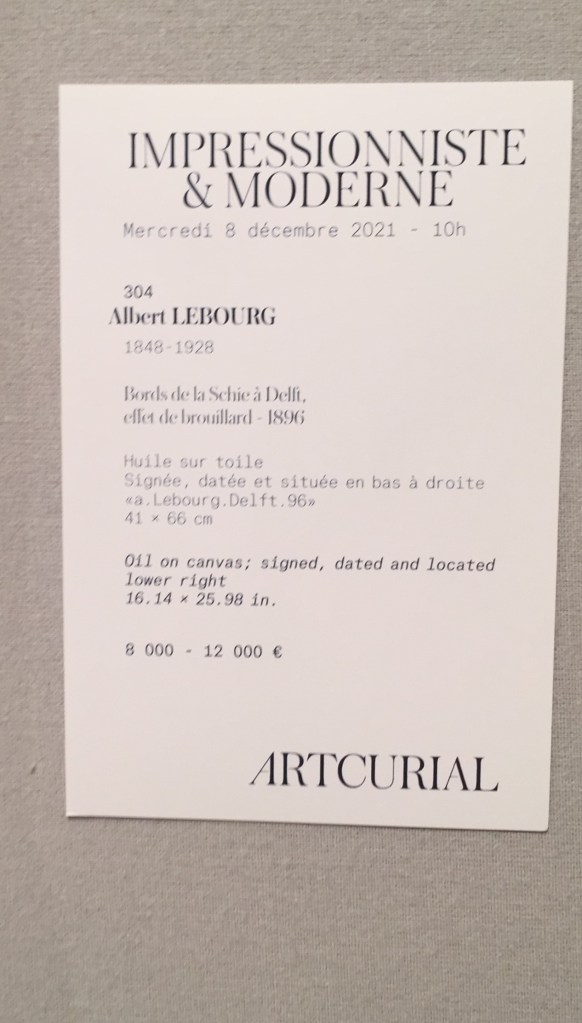 IMPRESSIONNISTE
& MODERNE
Mercredi 8 décembre 2021 - 10h
304
Albert LEBOURG
1848-1928
Bords de la Schie à Delft,
effet de brouillard - 1896
Huile sur toile
Signée, datée et située en bas à droite
«a.Lebourg.Delft.96»
41 × 66 cm
Oil on canvas; signed, dated and located
lower right
16.14 × 25.98 in.
8 000 - 12 000 €
ARTCURIAL